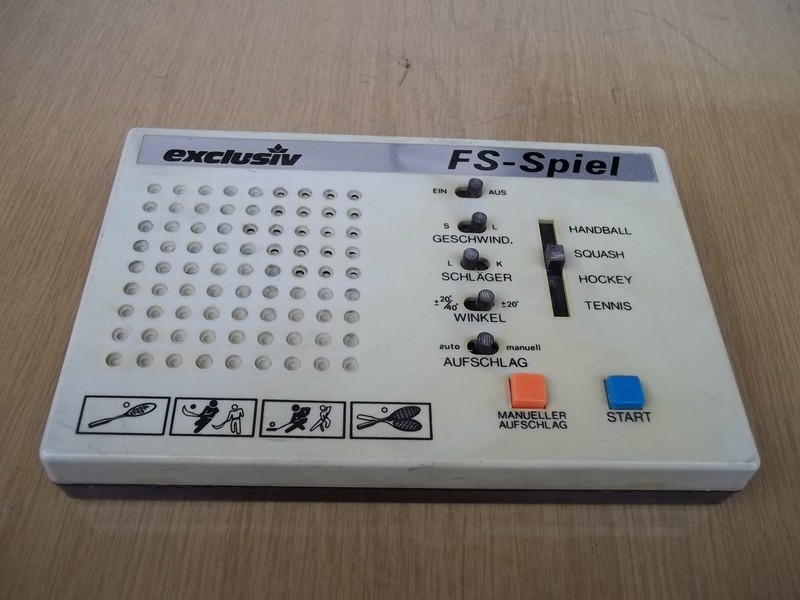 exclusiv
FS-Spiel
EIN AUS
S L
GESCHWIND.
L K
SCHLÄGER
±20°/40° ±20°
WINKEL
auto manuell
AUFSCHLAG
HANDBALL
SQUASH
HOCKEY
TENNIS
MANUELLER
AUFSCHLAG
START